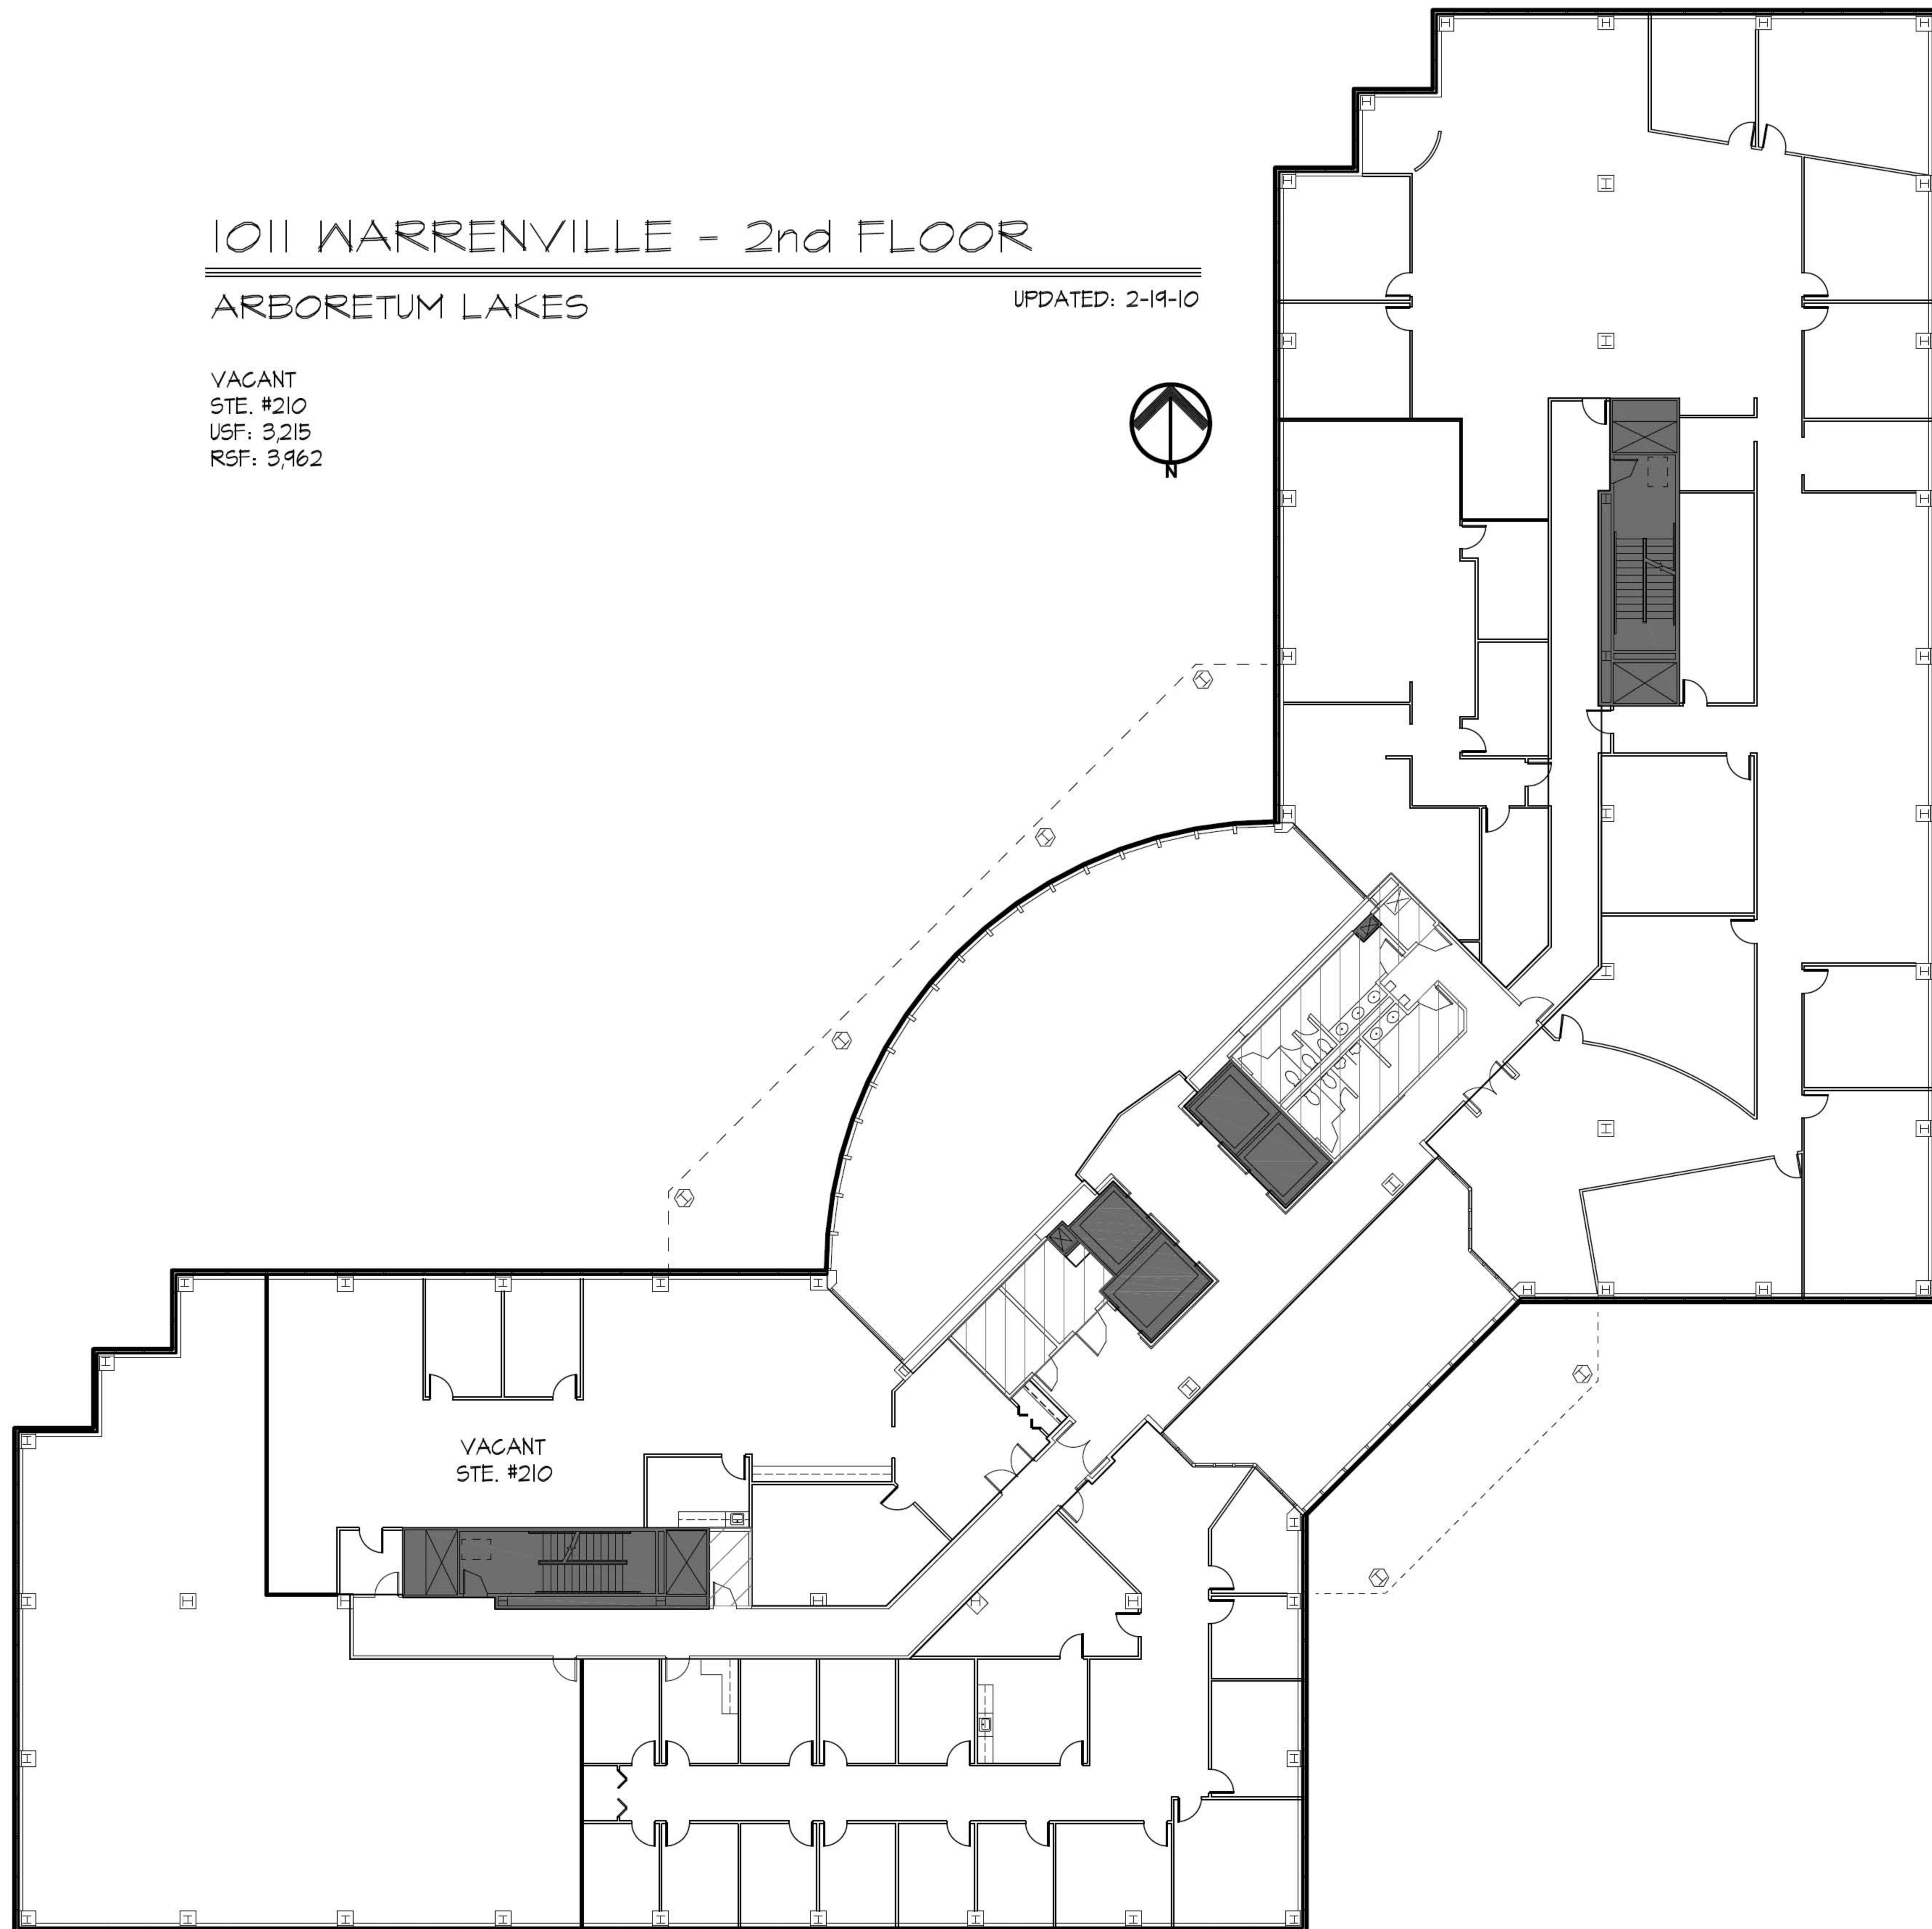 1011 WARRENVILLE - 2nd FLOOR
ARBORETUM LAKES
UPDATED: 2-19-10
VACANT
STE. #210
USF: 3,215
RSF: 3,962
N
VACANT
STE. #210